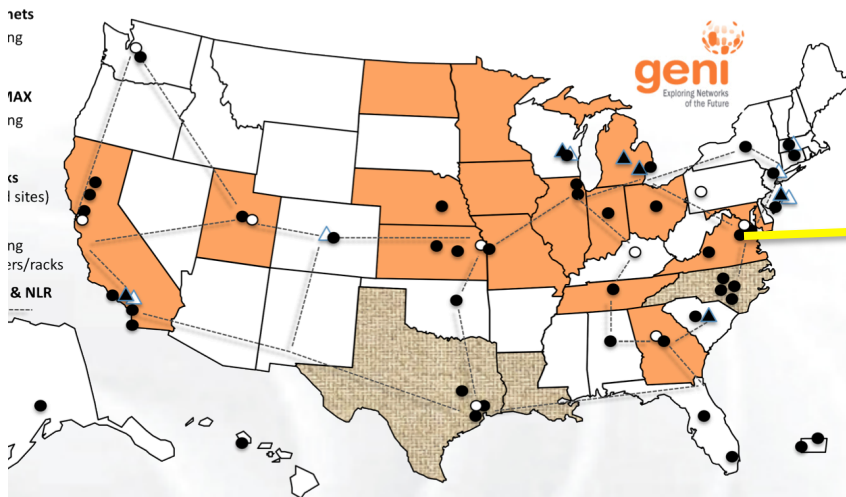 nets
ng
MAX
ng
ks
l sites)
ng
ers/racks
& NLR
geni
Exploring Networks
of the Future